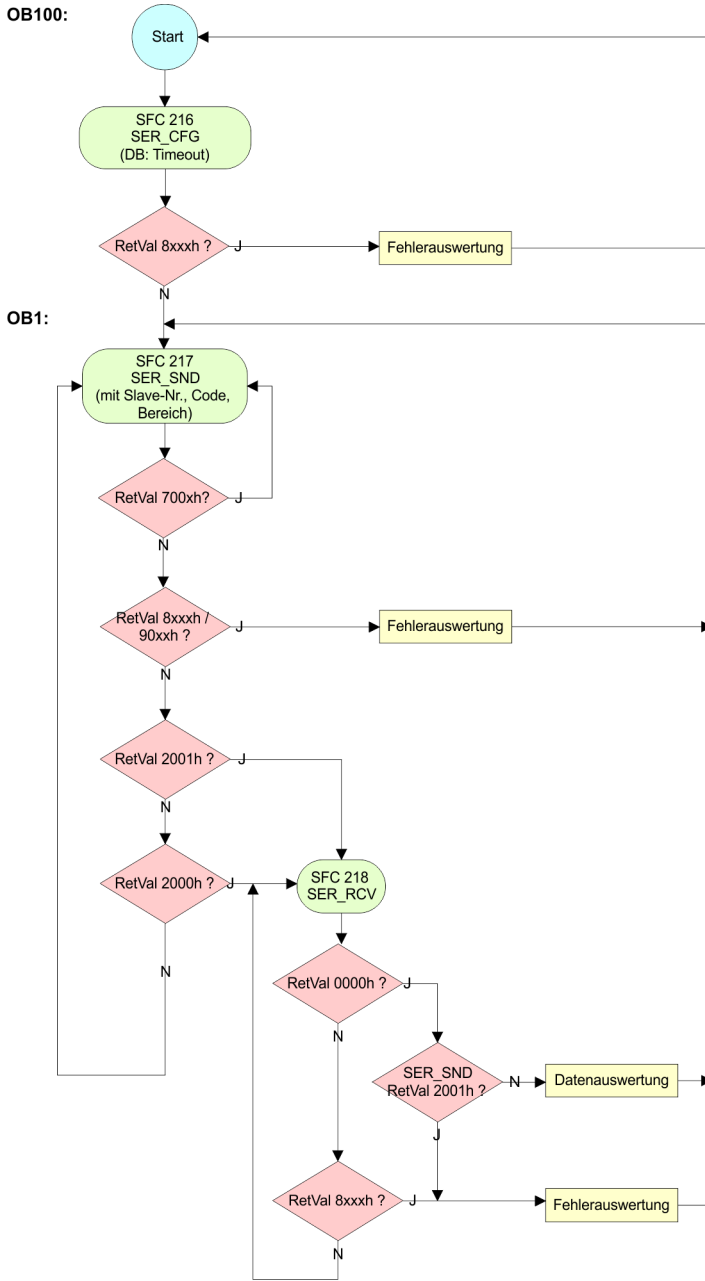 OB100:
Start
SFC 216
SER_CFG
(DB: Timeout)
RetVal 8xxxh ?
J
Fehlerauswertung
N
OB1:
SFC 217
SER_SND
(mit Slave-Nr., Code,
Bereich)
RetVal 700xh?
J
N
RetVal 8xxxh /
90xxh ?
J
Fehlerauswertung
N
RetVal 2001h ?
J
N
RetVal 2000h ?
J
SFC 218
SER_RCV
N
RetVal 0000h ?
J
N
SER_SND
RetVal 2001h ?
N
Datenauswertung
J
RetVal 8xxxh ?
J
Fehlerauswertung
N